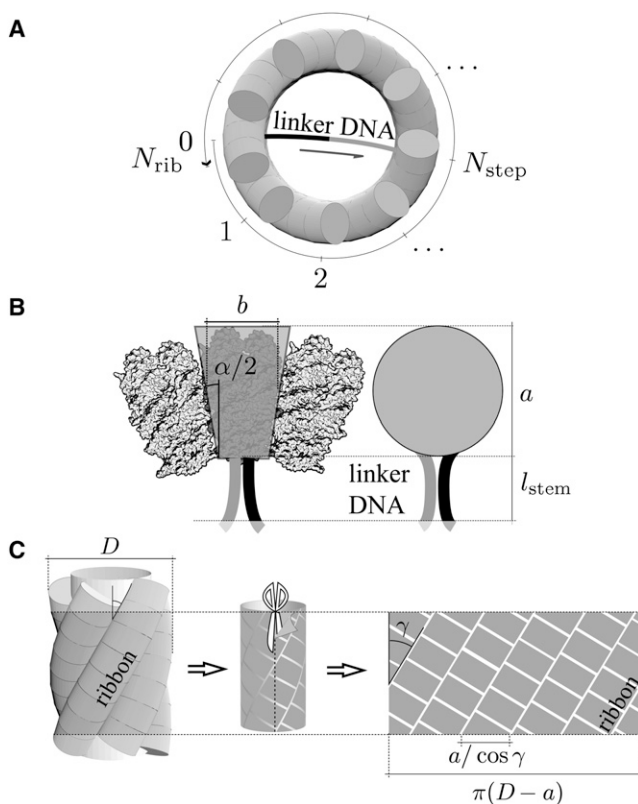 A
linker DNA
0
N_rib
N_step
1
2
...
...
B
b
α/2
a
linker
DNA
l_stem
C
D
ribbon
γ
ribbon
a/ cos γ
π(D − a)